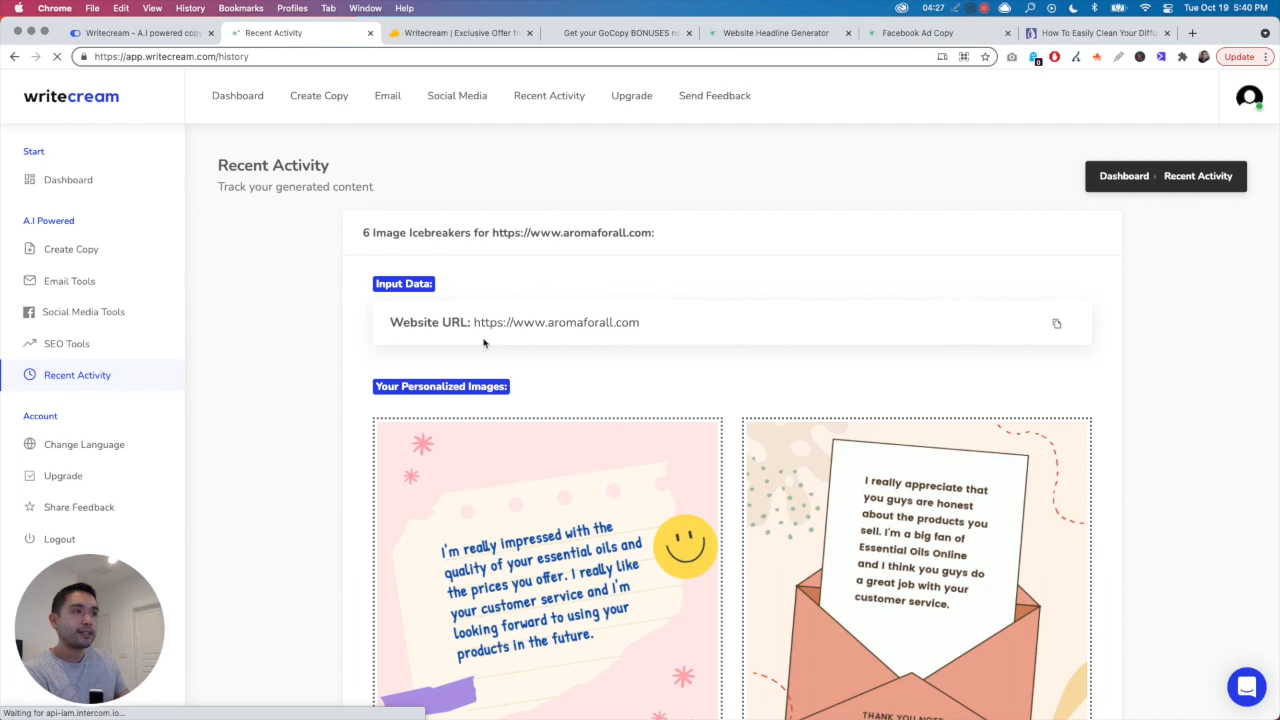 Chrome File Edit View History Bookmarks Profiles Tab Window Help
04:27 Tue Oct 19 5:40 PM
Writecream - A.I powered copy
Recent Activity
Writecream | Exclusive Offer fr
Get your GoCopy BONUSES n
Website Headline Generator
Facebook Ad Copy
How To Easily Clean Your Diffu
https://app.writecream.com/history
0
Update
writecream
Dashboard
Create Copy
Email
Social Media
Recent Activity
Upgrade
Send Feedback
Start
Dashboard
A.I Powered
Create Copy
Email Tools
Social Media Tools
SEO Tools
Recent Activity
Account
Change Language
Upgrade
Share Feedback
Logout
Recent Activity
Track your generated content
Dashboard › Recent Activity
6 Image Icebreakers for https://www.aromaforall.com:
Input Data:
Website URL: https://www.aromaforall.com
Your Personalized Images:
I'm really impressed with the
quality of your essential oils and
the prices you offer. I really like
your customer service and I'm
looking forward to using your
products in the future.
I really appreciate that
you guys are honest
about the products you
sell. I'm a big fan of
Essential Oils Online
and I think you guys do
a great job with your
customer service.
THANK YOU NOTE
Waiting for api-iam.intercom.io...